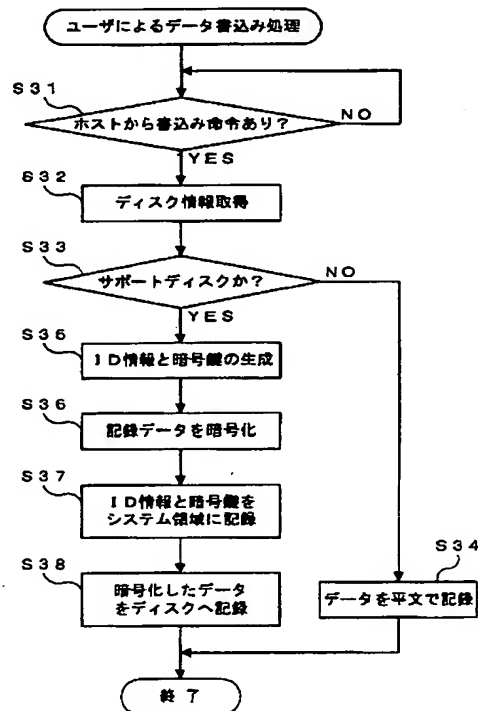 ユーザによるデータ書込み処理
S31
ホストから書込み命令あり？
NO
YES
S32
ディスク情報取得
S33
サポートディスクか？
NO
YES
S36
ID情報と暗号鍵の生成
S36
記録データを暗号化
S37
ID情報と暗号鍵を
システム領域に記録
S38
暗号化したデータ
をディスクへ記録
S34
データを平文で記録
終了